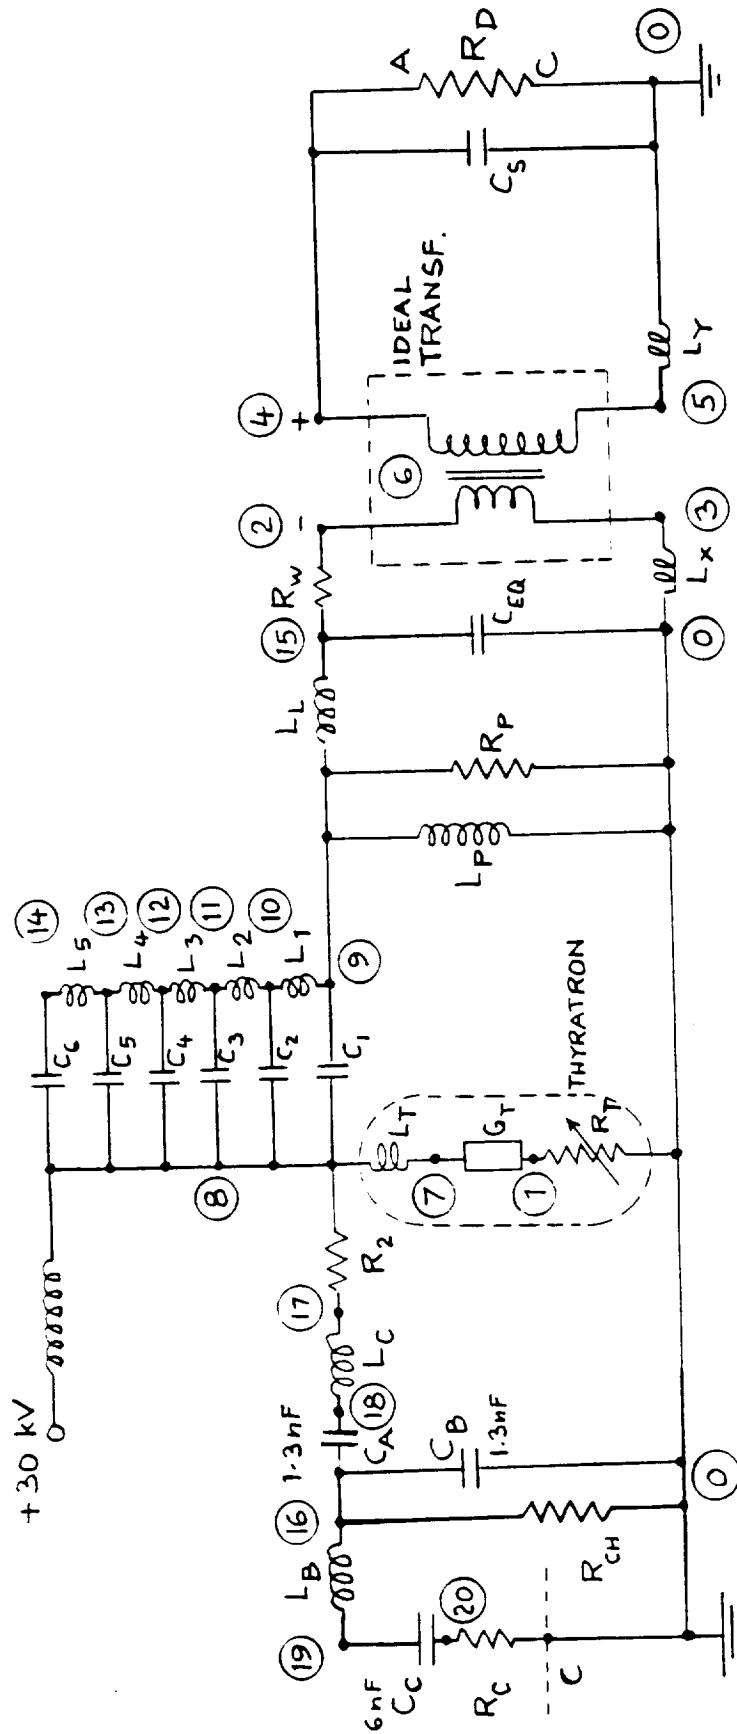 +30 kV
C6
C5
C4
C3
C2
C1
L5
L4
L3
L2
L1
14
13
12
11
10
9
8
6nF
CC
19
LB
16
1.3nF
CA
18
LC
17
R2
20
RC
C
RCH
CB
1.3nF
0
LT
7
GT
1
RT
THYRATRON
LP
RP
LL
15
RW
CEQ
0
2
-
3
LX
6
IDEAL
TRANSF.
4
+
5
LY
CS
A
RD
C
0